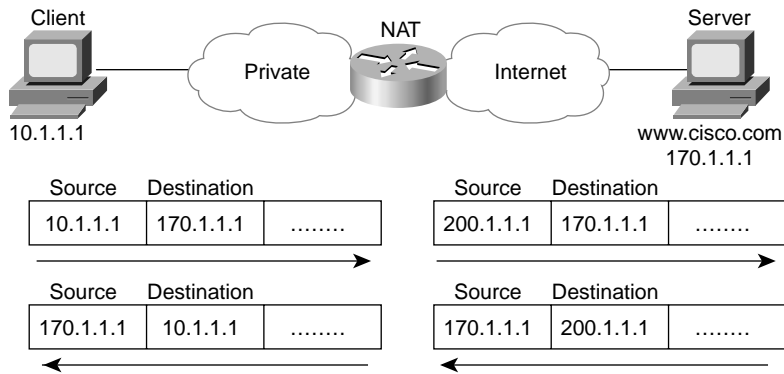 Client
NAT
Server
Private
Internet
10.1.1.1
www.cisco.com
170.1.1.1
Source Destination
10.1.1.1 170.1.1.1 ........
Source Destination
200.1.1.1 170.1.1.1 ........
Source Destination
170.1.1.1 10.1.1.1 ........
Source Destination
170.1.1.1 200.1.1.1 ........